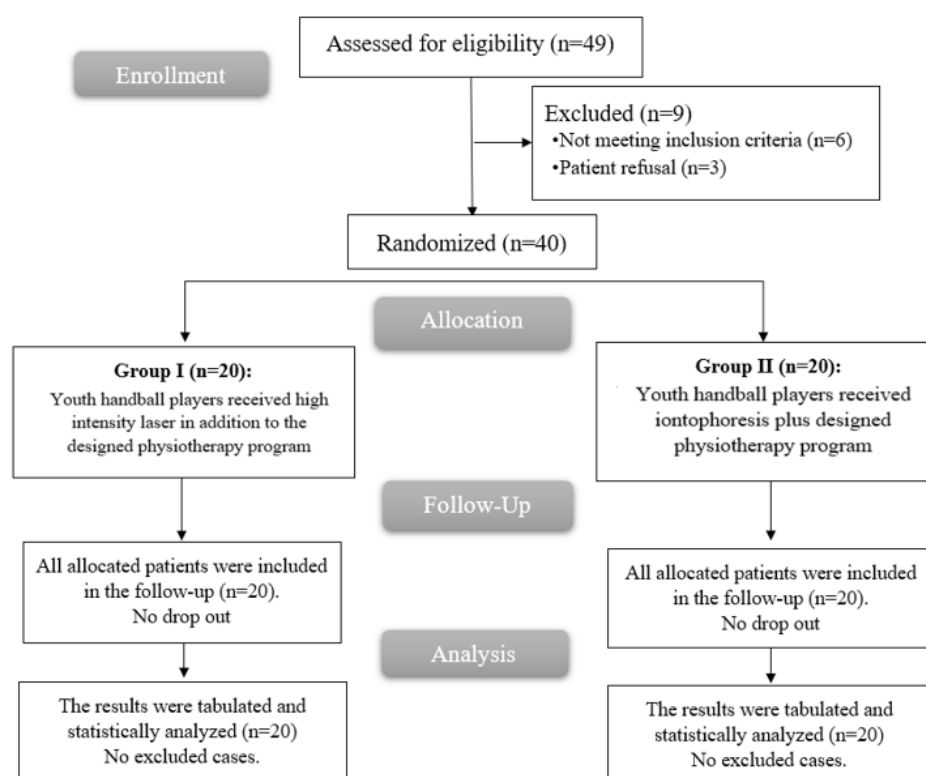 Assessed for eligibility (n=49)
Enrollment
Excluded (n=9)
•Not meeting inclusion criteria (n=6)
•Patient refusal (n=3)
Randomized (n=40)
Allocation
Group I (n=20):
Youth handball players received high
intensity laser in addition to the
designed physiotherapy program
Group II (n=20):
Youth handball players received
iontophoresis plus designed
physiotherapy program
Follow-Up
All allocated patients were included
in the follow-up (n=20).
No drop out
All allocated patients were included
in the follow-up (n=20).
No drop out
Analysis
The results were tabulated and
statistically analyzed (n=20)
No excluded cases.
The results were tabulated and
statistically analyzed (n=20)
No excluded cases.